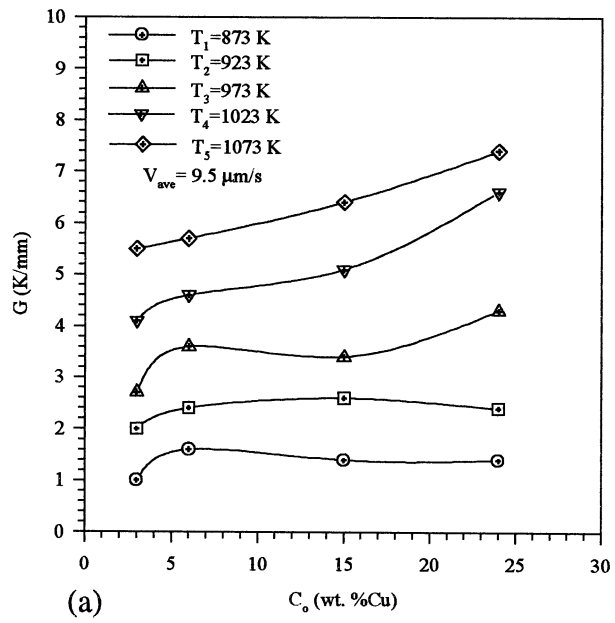 10
9
8
7
6
5
4
3
2
1
0
G (K/mm)
T₁=873 K
T₂=923 K
T₃=973 K
T₄=1023 K
T₅=1073 K
Vave= 9.5 μm/s
0 5 10 15 20 25 30
(a) Co (wt. %Cu)